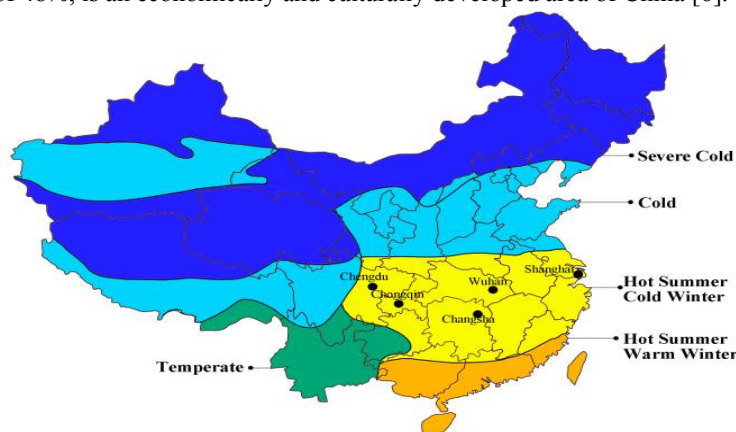 is an economically and culturally developed area of China [6].
Severe Cold
Cold
Chengdu
Chongqin
Wuhan
Shanghai
Changsha
Hot Summer
Cold Winter
Hot Summer
Warm Winter
Temperate